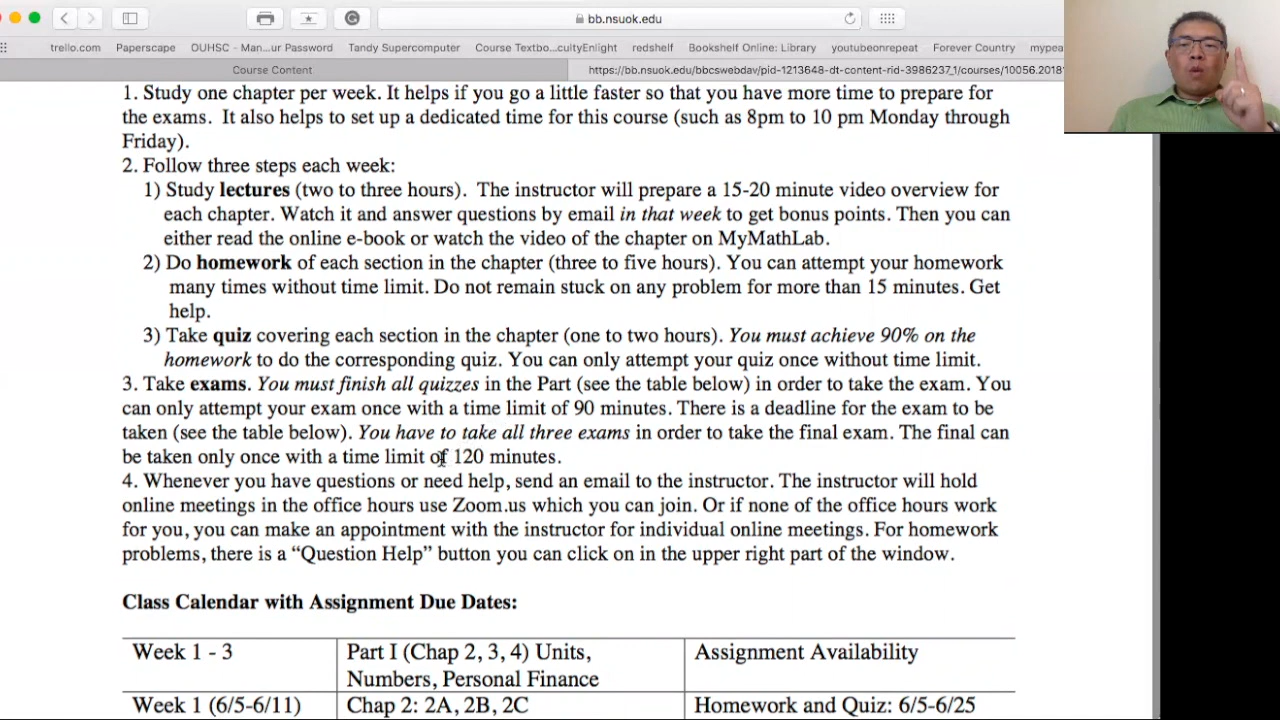 bb.nsuok.edu
trello.com Paperscape OUHSC - Man...ur Password Tandy Supercomputer Course Textbo...cultyEnlight redshelf Bookshelf Online: Library youtubeonrepeat Forever Country mypea
Course Content https://bb.nsuok.edu/bbcswebdav/pid-1213648-dt-content-rid-3986237_1/courses/10056.2018
1. Study one chapter per week. It helps if you go a little faster so that you have more time to prepare for
the exams. It also helps to set up a dedicated time for this course (such as 8pm to 10 pm Monday through
Friday).
2. Follow three steps each week:
1) Study lectures (two to three hours). The instructor will prepare a 15-20 minute video overview for
each chapter. Watch it and answer questions by email in that week to get bonus points. Then you can
either read the online e-book or watch the video of the chapter on MyMathLab.
2) Do homework of each section in the chapter (three to five hours). You can attempt your homework
many times without time limit. Do not remain stuck on any problem for more than 15 minutes. Get
help.
3) Take quiz covering each section in the chapter (one to two hours). You must achieve 90% on the
homework to do the corresponding quiz. You can only attempt your quiz once without time limit.
3. Take exams. You must finish all quizzes in the Part (see the table below) in order to take the exam. You
can only attempt your exam once with a time limit of 90 minutes. There is a deadline for the exam to be
taken (see the table below). You have to take all three exams in order to take the final exam. The final can
be taken only once with a time limit of 120 minutes.
4. Whenever you have questions or need help, send an email to the instructor. The instructor will hold
online meetings in the office hours use Zoom.us which you can join. Or if none of the office hours work
for you, you can make an appointment with the instructor for individual online meetings. For homework
problems, there is a “Question Help” button you can click on in the upper right part of the window.
Class Calendar with Assignment Due Dates:
Week 1 - 3 Part I (Chap 2, 3, 4) Units, Assignment Availability
Numbers, Personal Finance
Week 1 (6/5-6/11) Chap 2: 2A, 2B, 2C Homework and Quiz: 6/5-6/25